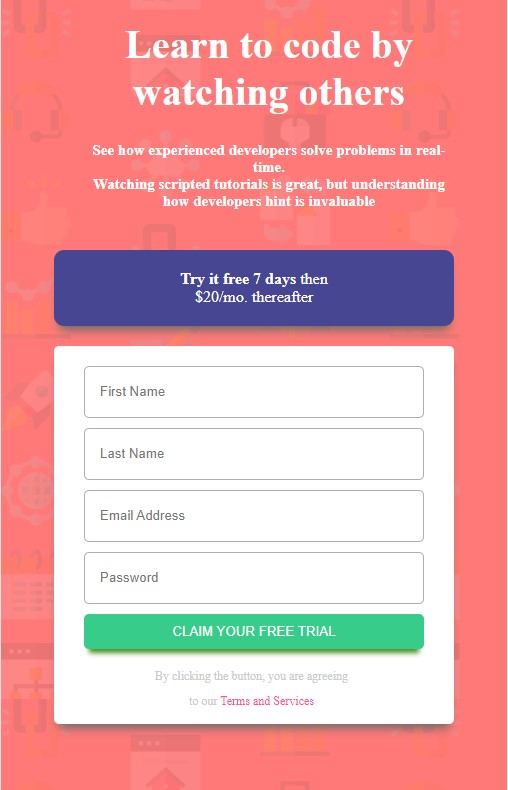 Learn to code by
watching others
See how experienced developers solve problems in real-
time.
Watching scripted tutorials is great, but understanding
how developers hint is invaluable
Try it free 7 days then
$20/mo. thereafter
First Name
Last Name
Email Address
Password
CLAIM YOUR FREE TRIAL
By clicking the button, you are agreeing
to our Terms and Services